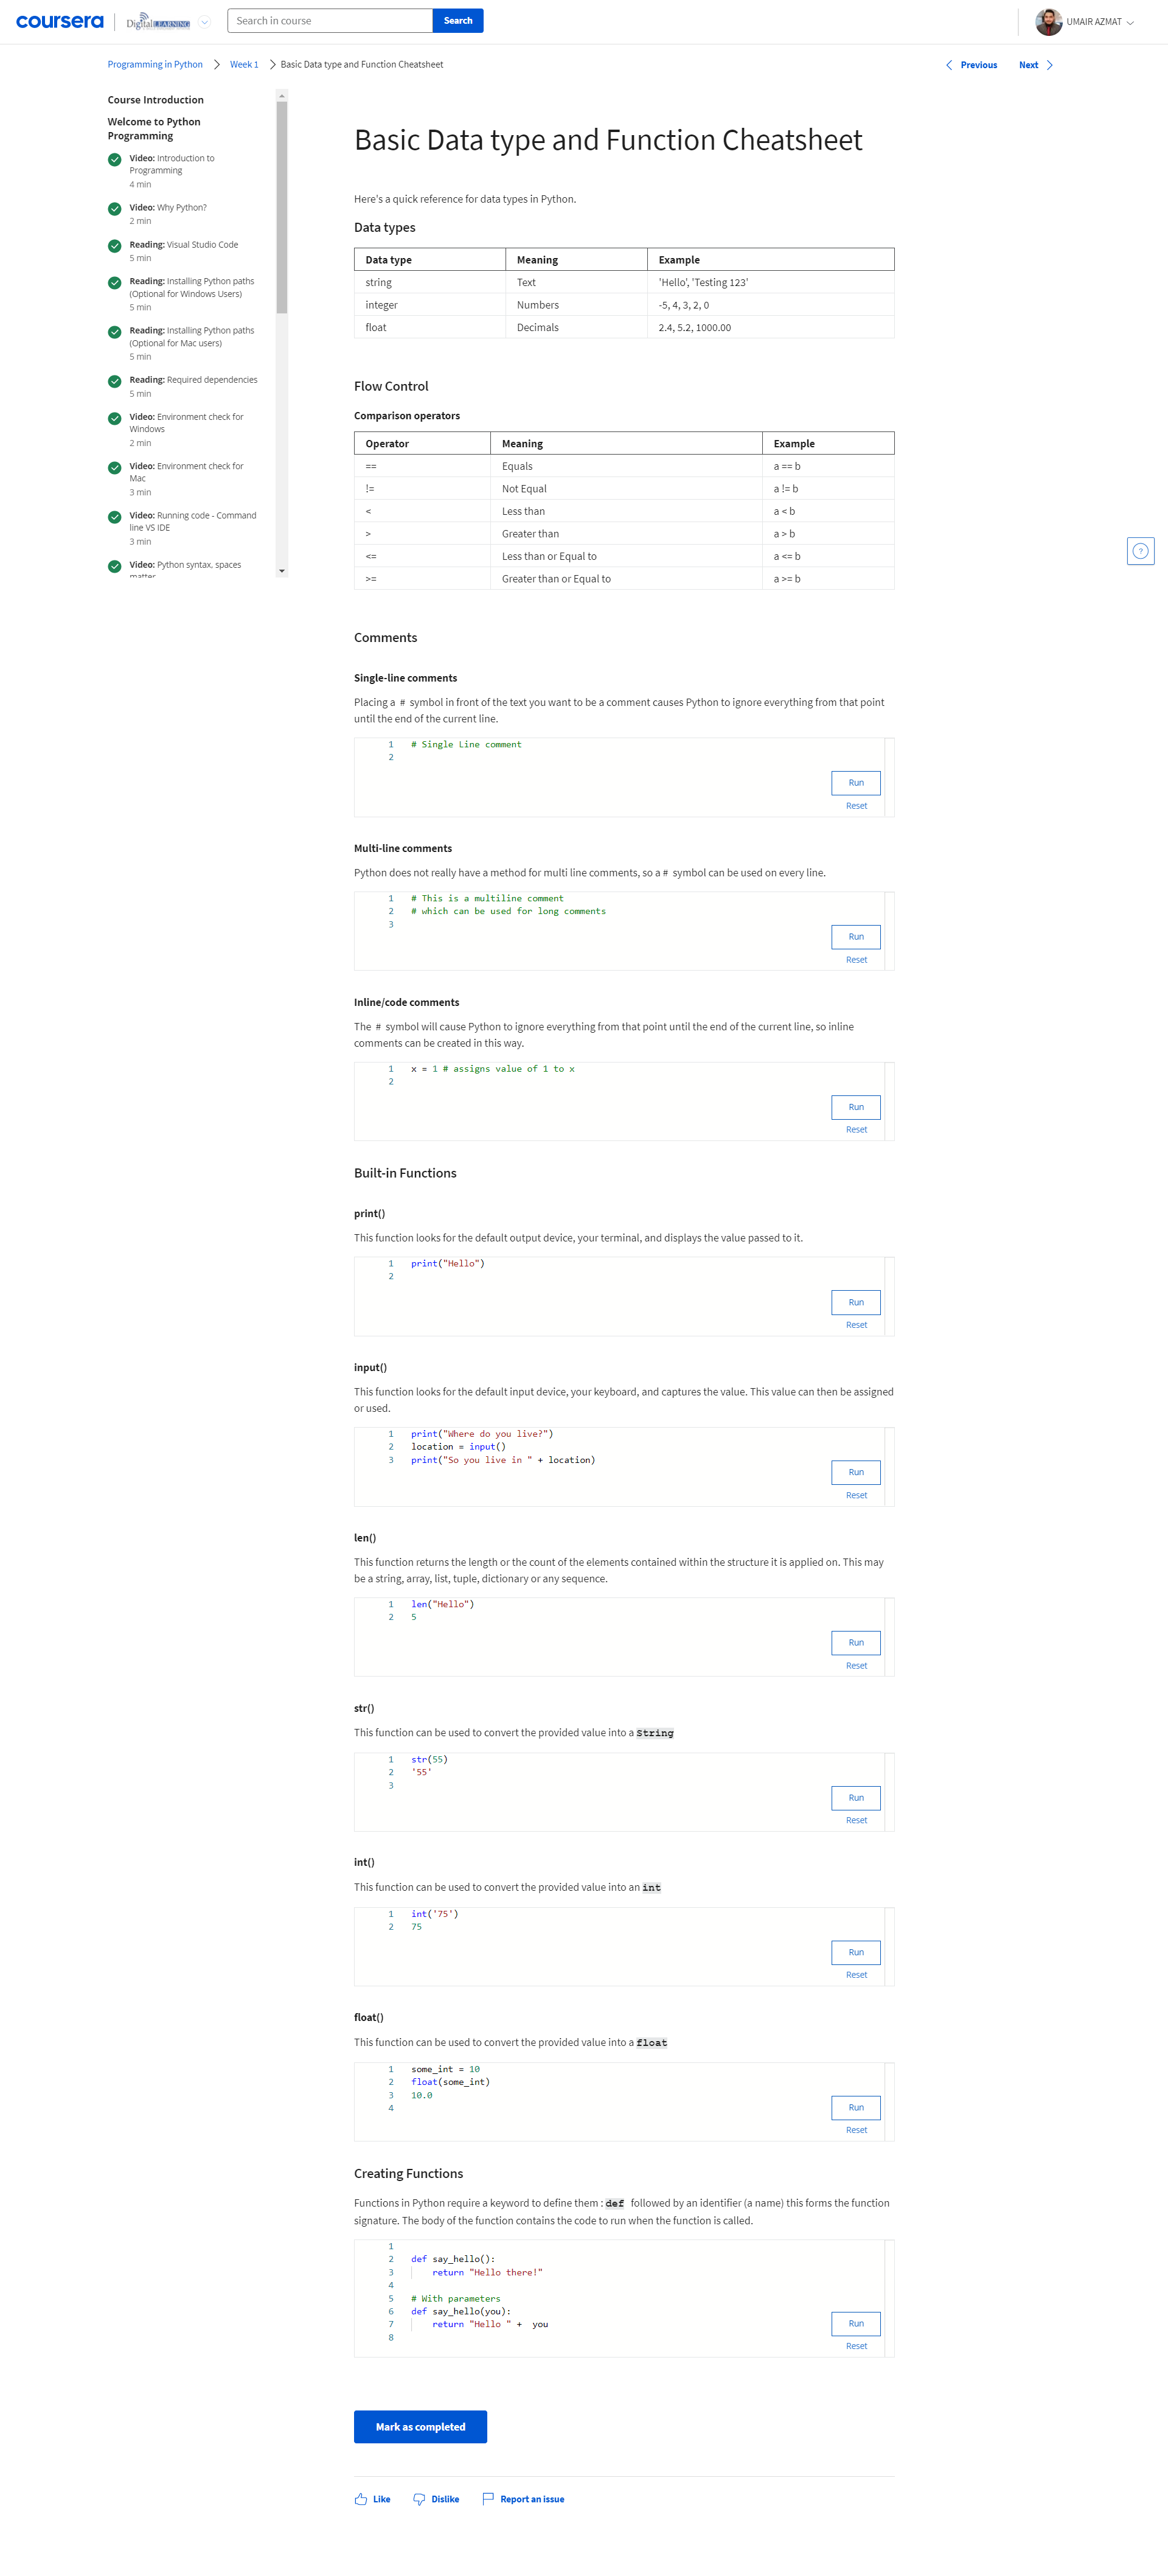 coursera
Digital LEARNING
Search in course
Search
UMAIR AZMAT
Programming in Python
Week 1
Basic Data type and Function Cheatsheet
Previous
Next
Course Introduction
Welcome to Python
Programming
Video: Introduction to
Programming
4 min
Video: Why Python?
2 min
Reading: Visual Studio Code
5 min
Reading: Installing Python paths
(Optional for Windows Users)
5 min
Reading: Installing Python paths
(Optional for Mac users)
5 min
Reading: Required dependencies
5 min
Video: Environment check for
Windows
2 min
Video: Environment check for
Mac
3 min
Video: Running code - Command
line VS IDE
3 min
Video: Python syntax, spaces
matter
Basic Data type and Function Cheatsheet
Here's a quick reference for data types in Python.
Data types
Data type Meaning Example
string Text 'Hello', 'Testing 123'
integer Numbers -5, 4, 3, 2, 0
float Decimals 2.4, 5.2, 1000.00
Flow Control
Comparison operators
Operator Meaning Example
== Equals a == b
!= Not Equal a != b
< Less than a < b
> Greater than a > b
<= Less than or Equal to a <= b
>= Greater than or Equal to a >= b
?
Comments
Single-line comments
Placing a # symbol in front of the text you want to be a comment causes Python to ignore everything from that point
until the end of the current line.
1 # Single Line comment
2
Run
Reset
Multi-line comments
Python does not really have a method for multi line comments, so a # symbol can be used on every line.
1 # This is a multiline comment
2 # which can be used for long comments
3
Run
Reset
Inline/code comments
The # symbol will cause Python to ignore everything from that point until the end of the current line, so inline
comments can be created in this way.
1 x = 1 # assigns value of 1 to x
2
Run
Reset
Built-in Functions
print()
This function looks for the default output device, your terminal, and displays the value passed to it.
1 print("Hello")
2
Run
Reset
input()
This function looks for the default input device, your keyboard, and captures the value. This value can then be assigned
or used.
1 print("Where do you live?")
2 location = input()
3 print("So you live in " + location)
Run
Reset
len()
This function returns the length or the count of the elements contained within the structure it is applied on. This may
be a string, array, list, tuple, dictionary or any sequence.
1 len("Hello")
2 5
Run
Reset
str()
This function can be used to convert the provided value into a String
1 str(55)
2 '55'
3
Run
Reset
int()
This function can be used to convert the provided value into an int
1 int('75')
2 75
Run
Reset
float()
This function can be used to convert the provided value into a float
1 some_int = 10
2 float(some_int)
3 10.0
4
Run
Reset
Creating Functions
Functions in Python require a keyword to define them : def followed by an identifier (a name) this forms the function
signature. The body of the function contains the code to run when the function is called.
1
2 def say_hello():
3     return "Hello there!"
4
5 # With parameters
6 def say_hello(you):
7     return "Hello " +  you
8
Run
Reset
Mark as completed
Like
Dislike
Report an issue